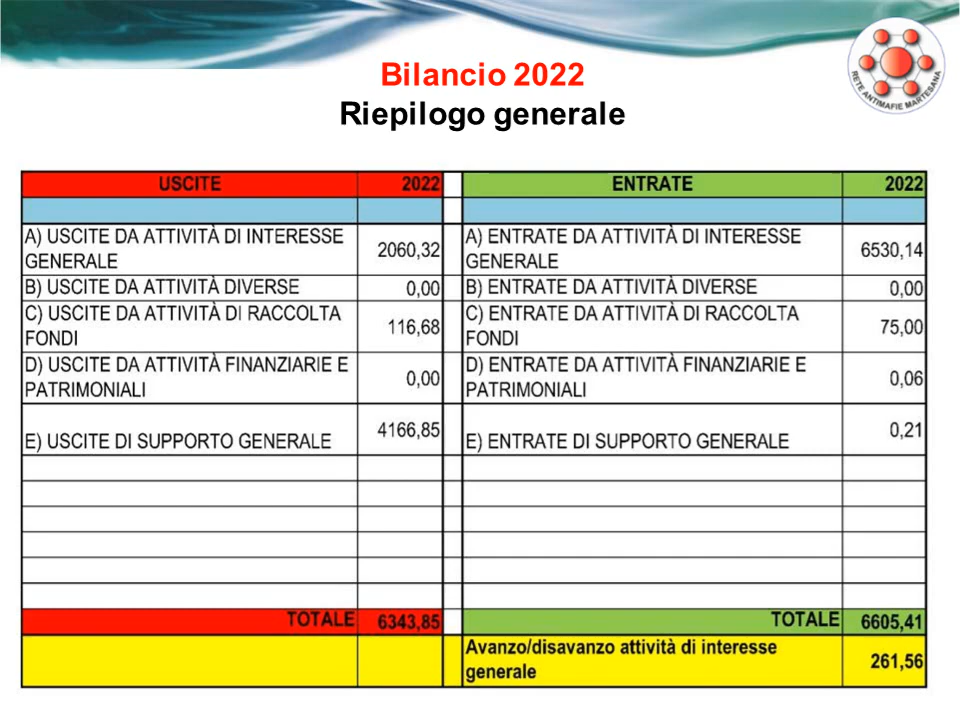 Bilancio 2022
Riepilogo generale
RETE ANTIMAFIE MARTESANA
USCITE 2022 ENTRATE 2022
A) USCITE DA ATTIVITÀ DI INTERESSE
GENERALE 2060,32
A) ENTRATE DA ATTIVITÀ DI INTERESSE
GENERALE 6530,14
B) USCITE DA ATTIVITÀ DIVERSE 0,00
B) ENTRATE DA ATTIVITÀ DIVERSE 0,00
C) USCITE DA ATTIVITÀ DI RACCOLTA
FONDI 116,68
C) ENTRATE DA ATTIVITÀ DI RACCOLTA
FONDI 75,00
D) USCITE DA ATTIVITÀ FINANZIARIE E
PATRIMONIALI 0,00
D) ENTRATE DA ATTIVITÀ FINANZIARIE E
PATRIMONIALI 0,06
E) USCITE DI SUPPORTO GENERALE 4166,85
E) ENTRATE DI SUPPORTO GENERALE 0,21
TOTALE 6343,85 TOTALE 6605,41
Avanzo/disavanzo attività di interesse
generale 261,56